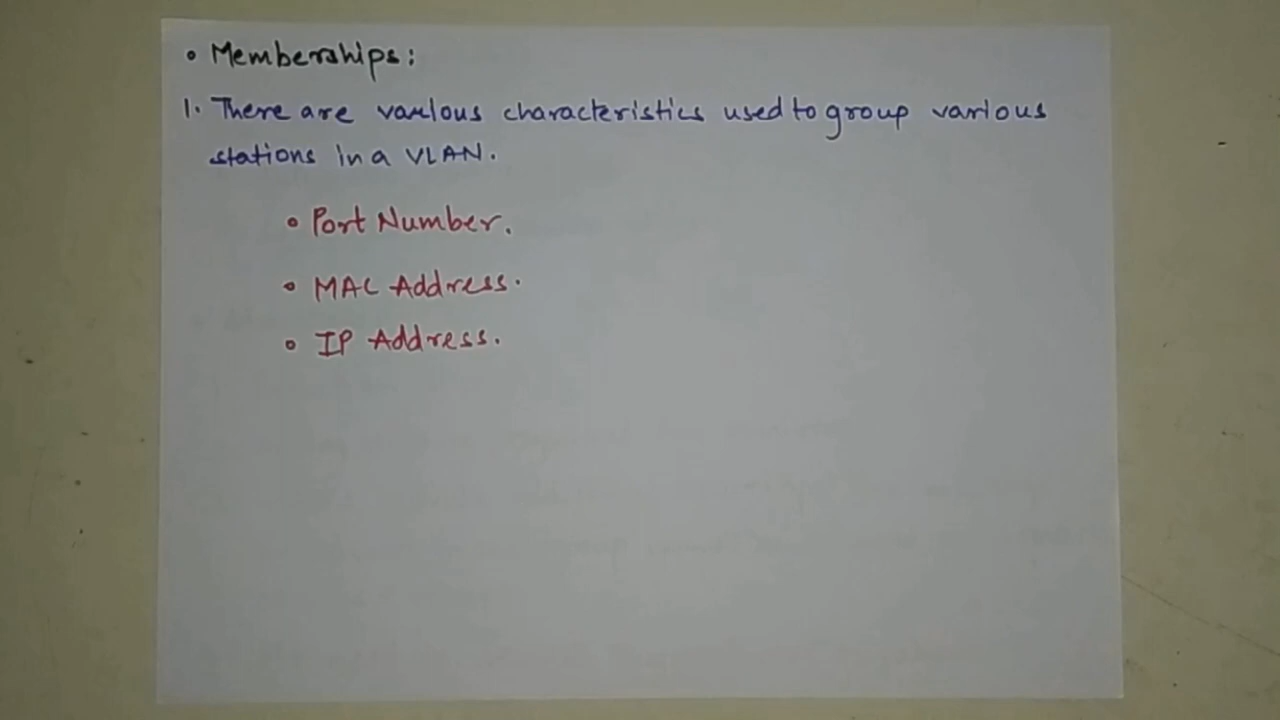 • Memberships:
1. There are various characteristics used to group various
stations in a VLAN.
• Port Number.
• MAC Address.
• IP Address.